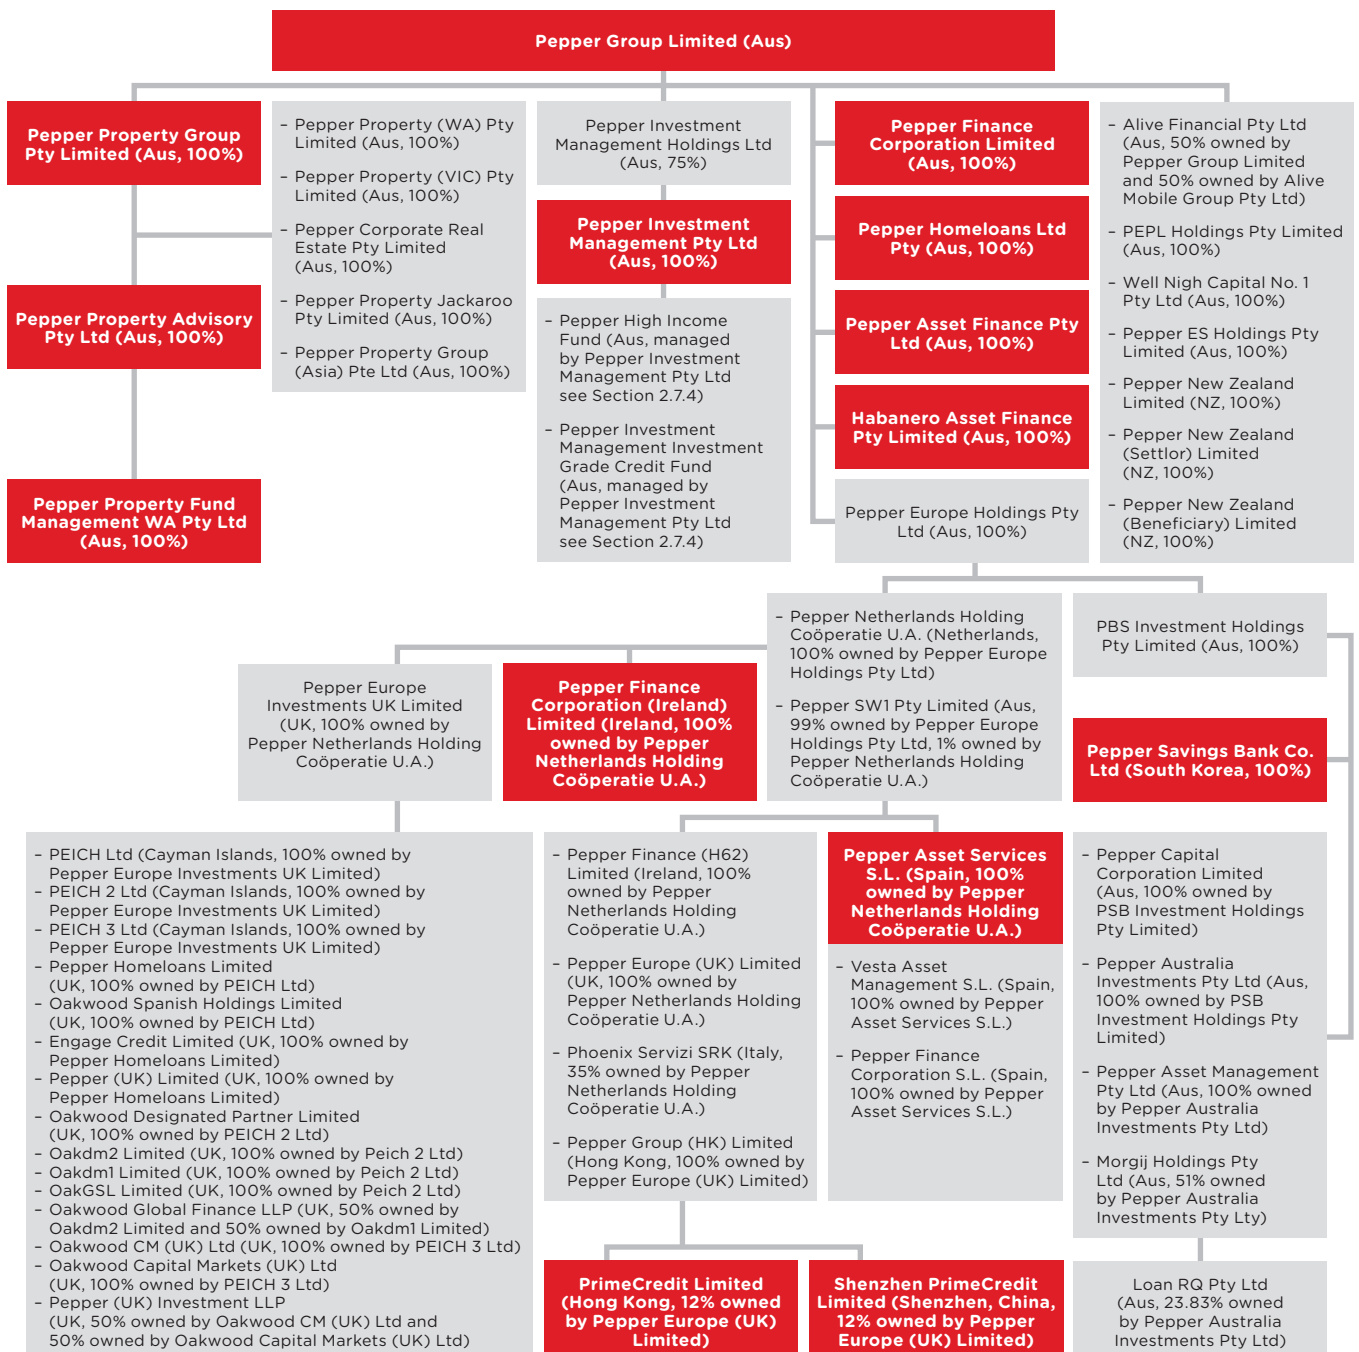 Pepper Group Limited (Aus)
Pepper Property Group
Pty Limited (Aus, 100%)
Pepper Property Advisory
Pty Ltd (Aus, 100%)
Pepper Property Fund
Management WA Pty Ltd
(Aus, 100%)
– Pepper Property (WA) Pty
Limited (Aus, 100%)
– Pepper Property (VIC) Pty
Limited (Aus, 100%)
– Pepper Corporate Real
Estate Pty Limited
(Aus, 100%)
– Pepper Property Jackaroo
Pty Limited (Aus, 100%)
– Pepper Property Group
(Asia) Pte Ltd (Aus, 100%)
Pepper Investment
Management Holdings Ltd
(Aus, 75%)
Pepper Investment
Management Pty Ltd
(Aus, 100%)
– Pepper High Income
Fund (Aus, managed
by Pepper Investment
Management Pty Ltd
see Section 2.7.4)
– Pepper Investment
Management Investment
Grade Credit Fund
(Aus, managed by
Pepper Investment
Management Pty Ltd
see Section 2.7.4)
Pepper Finance
Corporation Limited
(Aus, 100%)
Pepper Homeloans Ltd
Pty (Aus, 100%)
Pepper Asset Finance Pty
Ltd (Aus, 100%)
Habanero Asset Finance
Pty Limited (Aus, 100%)
Pepper Europe Holdings Pty
Ltd (Aus, 100%)
– Alive Financial Pty Ltd
(Aus, 50% owned by
Pepper Group Limited
and 50% owned by Alive
Mobile Group Pty Ltd)
– PEPL Holdings Pty Limited
(Aus, 100%)
– Well Nigh Capital No. 1
Pty Ltd (Aus, 100%)
– Pepper ES Holdings Pty
Limited (Aus, 100%)
– Pepper New Zealand
Limited (NZ, 100%)
– Pepper New Zealand
(Settlor) Limited
(NZ, 100%)
– Pepper New Zealand
(Beneficiary) Limited
(NZ, 100%)
Pepper Europe
Investments UK Limited
(UK, 100% owned by
Pepper Netherlands Holding
Coöperatie U.A.)
Pepper Finance
Corporation (Ireland)
Limited (Ireland, 100%
owned by Pepper
Netherlands Holding
Coöperatie U.A.)
– Pepper Netherlands Holding
Coöperatie U.A. (Netherlands,
100% owned by Pepper Europe
Holdings Pty Ltd)
– Pepper SW1 Pty Limited (Aus,
99% owned by Pepper Europe
Holdings Pty Ltd, 1% owned by
Pepper Netherlands Holding
Coöperatie U.A.)
PBS Investment Holdings
Pty Limited (Aus, 100%)
Pepper Savings Bank Co.
Ltd (South Korea, 100%)
– PEICH Ltd (Cayman Islands, 100% owned by
Pepper Europe Investments UK Limited)
– PEICH 2 Ltd (Cayman Islands, 100% owned by
Pepper Europe Investments UK Limited)
– PEICH 3 Ltd (Cayman Islands, 100% owned by
Pepper Europe Investments UK Limited)
– Pepper Homeloans Limited
(UK, 100% owned by PEICH Ltd)
– Oakwood Spanish Holdings Limited
(UK, 100% owned by PEICH Ltd)
– Engage Credit Limited (UK, 100% owned by
Pepper Homeloans Limited)
– Pepper (UK) Limited (UK, 100% owned by
Pepper Homeloans Limited)
– Oakwood Designated Partner Limited
(UK, 100% owned by PEICH 2 Ltd)
– Oakdm2 Limited (UK, 100% owned by Peich 2 Ltd)
– Oakdm1 Limited (UK, 100% owned by Peich 2 Ltd)
– OakGSL Limited (UK, 100% owned by Peich 2 Ltd)
– Oakwood Global Finance LLP (UK, 50% owned by
Oakdm2 Limited and 50% owned by Oakdm1 Limited)
– Oakwood CM (UK) Ltd (UK, 100% owned by PEICH 3 Ltd)
– Oakwood Capital Markets (UK) Ltd
(UK, 100% owned by PEICH 3 Ltd)
– Pepper (UK) Investment LLP
(UK, 50% owned by Oakwood CM (UK) Ltd and
50% owned by Oakwood Capital Markets (UK) Ltd)
– Pepper Finance (H62)
Limited (Ireland, 100%
owned by Pepper
Netherlands Holding
Coöperatie U.A.)
– Pepper Europe (UK) Limited
(UK, 100% owned by
Pepper Netherlands Holding
Coöperatie U.A.)
– Phoenix Servizi SRK (Italy,
35% owned by Pepper
Netherlands Holding
Coöperatie U.A.)
– Pepper Group (HK) Limited
(Hong Kong, 100% owned by
Pepper Europe (UK) Limited)
Pepper Asset Services
S.L. (Spain, 100%
owned by Pepper
Netherlands Holding
Coöperatie U.A.)
– Vesta Asset
Management S.L. (Spain,
100% owned by Pepper
Asset Services S.L.)
– Pepper Finance
Corporation S.L. (Spain,
100% owned by Pepper
Asset Services S.L.)
– Pepper Capital
Corporation Limited
(Aus, 100% owned by
PSB Investment Holdings
Pty Limited)
– Pepper Australia
Investments Pty Ltd (Aus,
100% owned by PSB
Investment Holdings Pty
Limited)
– Pepper Asset Management
Pty Ltd (Aus, 100% owned
by Pepper Australia
Investments Pty Ltd)
– Morgij Holdings Pty
Ltd (Aus, 51% owned
by Pepper Australia
Investments Pty Lty)
PrimeCredit Limited
(Hong Kong, 12% owned
by Pepper Europe (UK)
Limited)
Shenzhen PrimeCredit
Limited (Shenzhen, China,
12% owned by Pepper
Europe (UK) Limited)
Loan RQ Pty Ltd
(Aus, 23.83% owned
by Pepper Australia
Investments Pty Ltd)